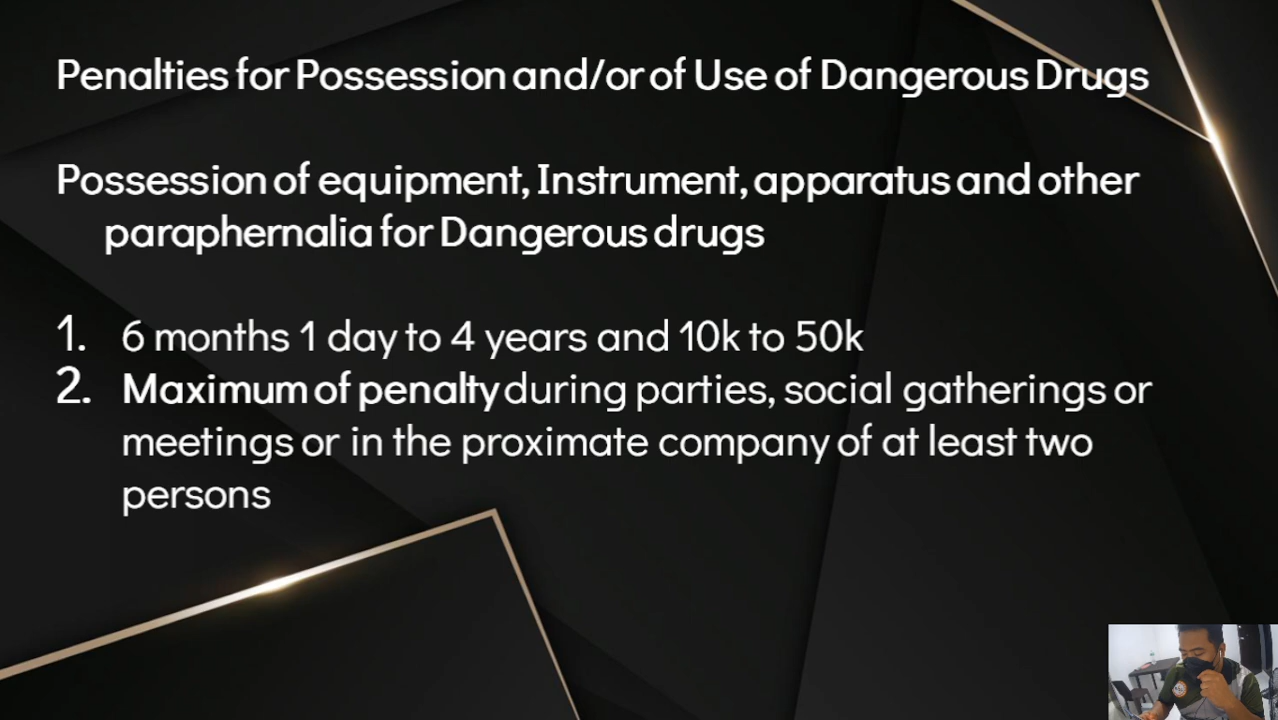 Penalties for Possession and/or of Use of Dangerous Drugs
Possession of equipment, Instrument, apparatus and other
paraphernalia for Dangerous drugs
1. 6 months 1 day to 4 years and 10k to 50k
2. Maximum of penalty during parties, social gatherings or
meetings or in the proximate company of at least two
persons